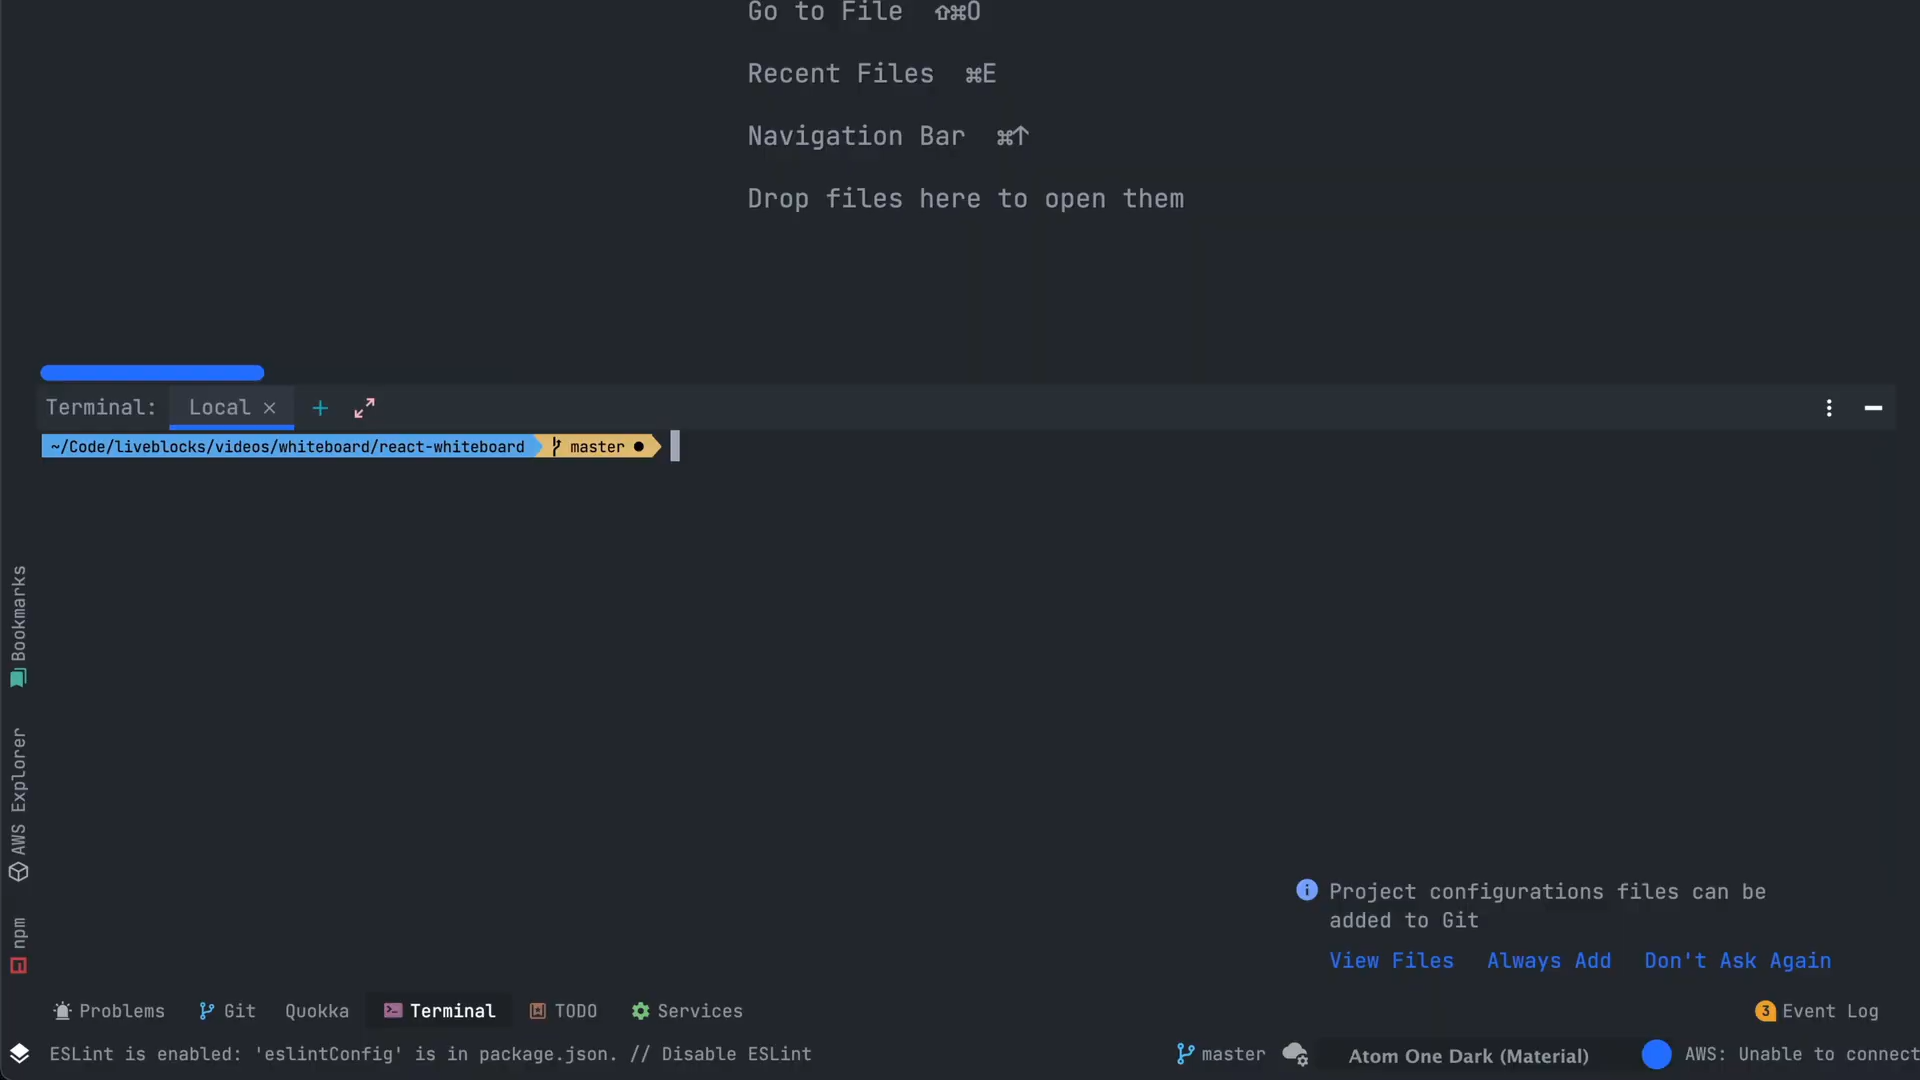 Go to File ⇧⌘O
Recent Files ⌘E
Navigation Bar ⌘↑
Drop files here to open them
Terminal: Local × +
~/Code/liveblocks/videos/whiteboard/react-whiteboard master ●
Bookmarks
AWS Explorer
npm
Project configurations files can be
added to Git
View Files Always Add Don't Ask Again
Problems Git Quokka Terminal TODO Services 3 Event Log
ESLint is enabled: 'eslintConfig' is in package.json. // Disable ESLint master Atom One Dark (Material) AWS: Unable to connect